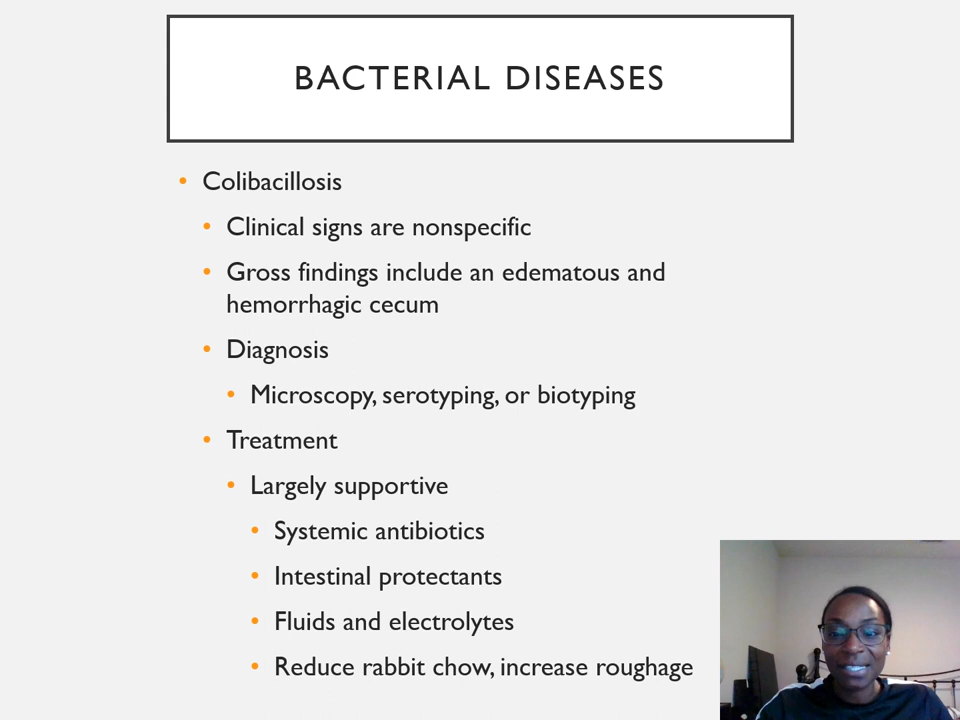 BACTERIAL DISEASES
• Colibacillosis
• Clinical signs are nonspecific
• Gross findings include an edematous and
hemorrhagic cecum
• Diagnosis
• Microscopy, serotyping, or biotyping
• Treatment
• Largely supportive
• Systemic antibiotics
• Intestinal protectants
• Fluids and electrolytes
• Reduce rabbit chow, increase roughage